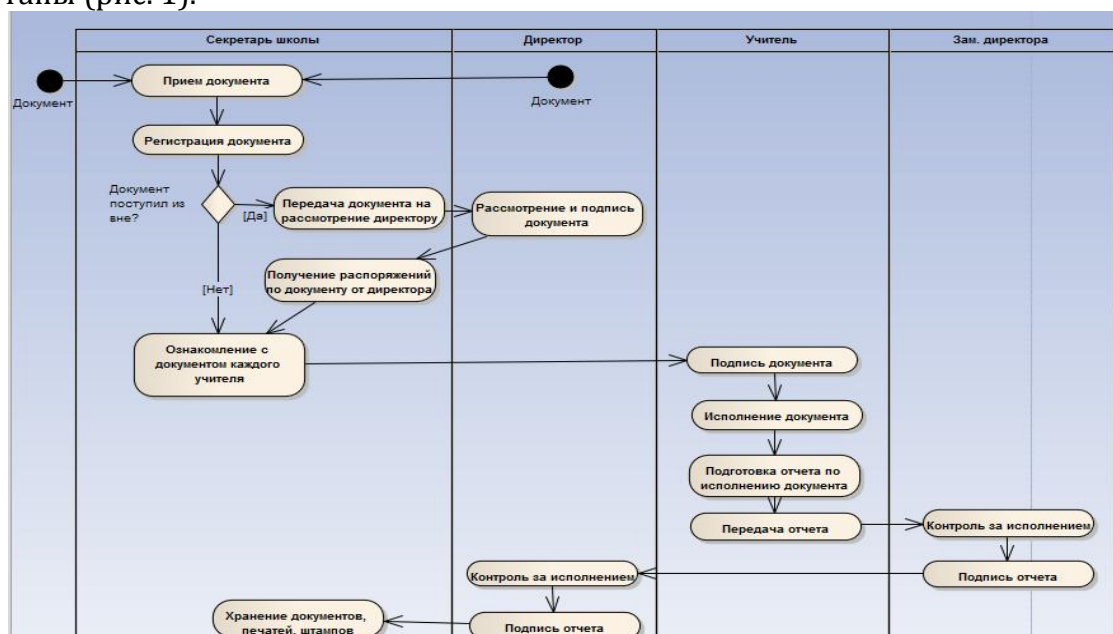 тапы (рис. 1).
Секретарь школы
Директор
Учитель
Зам. директора
Документ
Прием документа
Документ
Регистрация документа
Документ
поступил из
вне?
[Да]
Передача документа на
рассмотрение директору
Рассмотрение и подпись
документа
Получение распоряжений
по документу от директора
[Нет]
Ознакомление с
документом каждого
учителя
Подпись документа
Исполнение документа
Подготовка отчета по
исполнению документа
Передача отчета
Контроль за исполнением
Подпись отчета
Контроль за исполнением
Подпись отчета
Хранение документов,
печатей, штампов